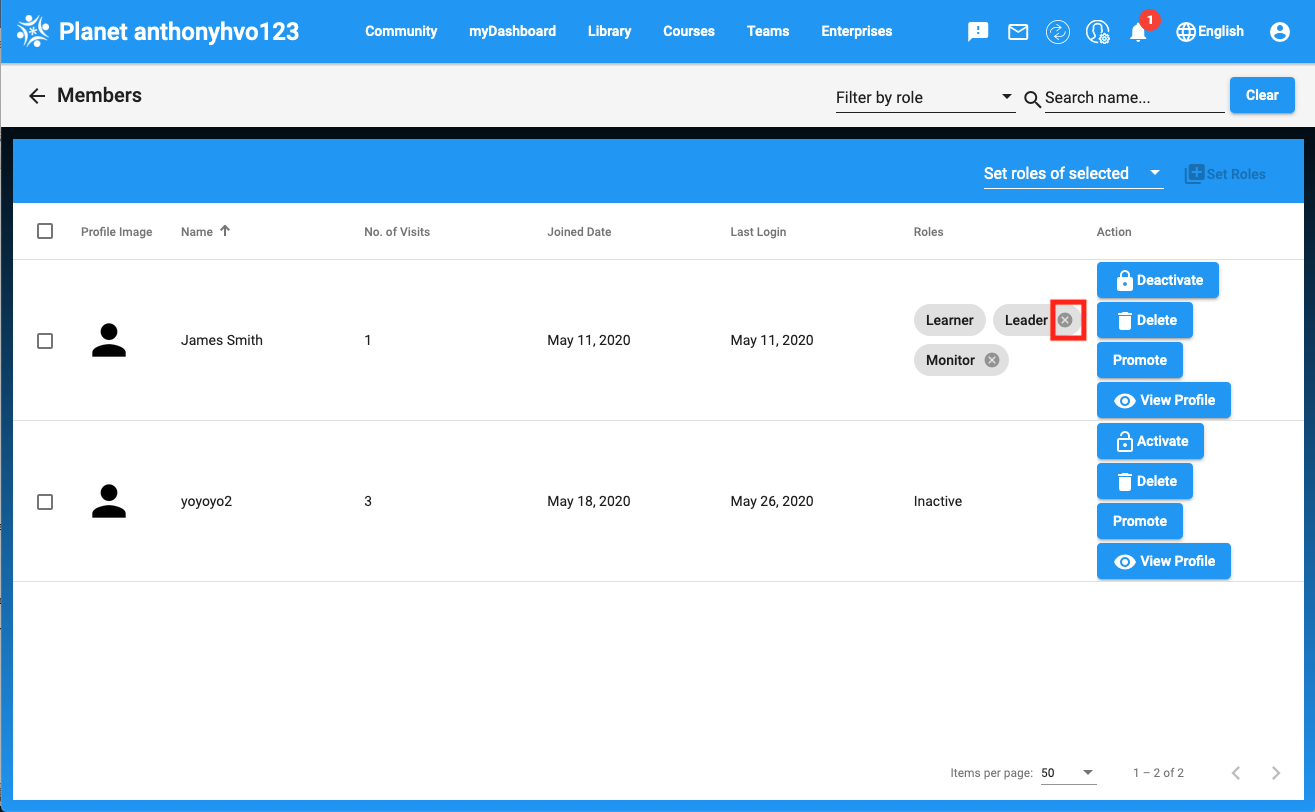 Planet anthonyhvo123 Community myDashboard Library Courses Teams Enterprises 1 English
Members Filter by role Search name... Clear
Set roles of selected Set Roles
Profile Image Name No. of Visits Joined Date Last Login Roles Action
Deactivate
Learner Leader Delete
James Smith 1 May 11, 2020 May 11, 2020
Monitor Promote
View Profile
Activate
Delete
yoyoyo2 3 May 18, 2020 May 26, 2020 Inactive
Promote
View Profile
Items per page: 50 1 – 2 of 2